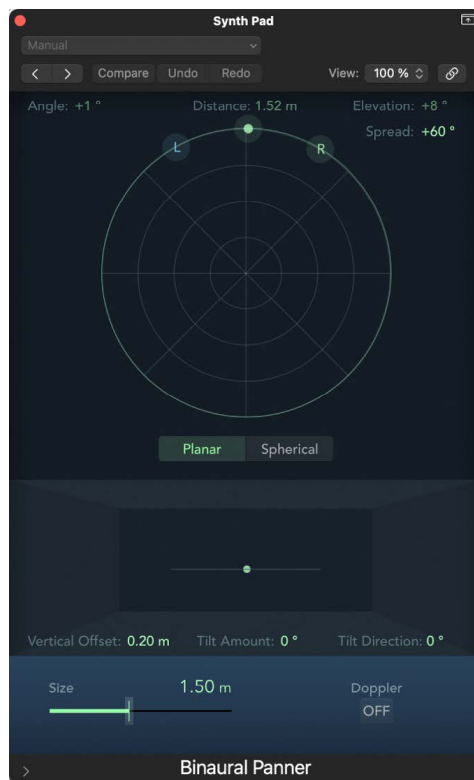 Synth Pad
Manual
Compare Undo Redo View: 100 %
Angle: +1 ° Distance: 1.52 m Elevation: +8 °
Spread: +60 °
L R
Planar Spherical
Vertical Offset: 0.20 m Tilt Amount: 0 ° Tilt Direction: 0 °
Size 1.50 m Doppler
OFF
Binaural Panner